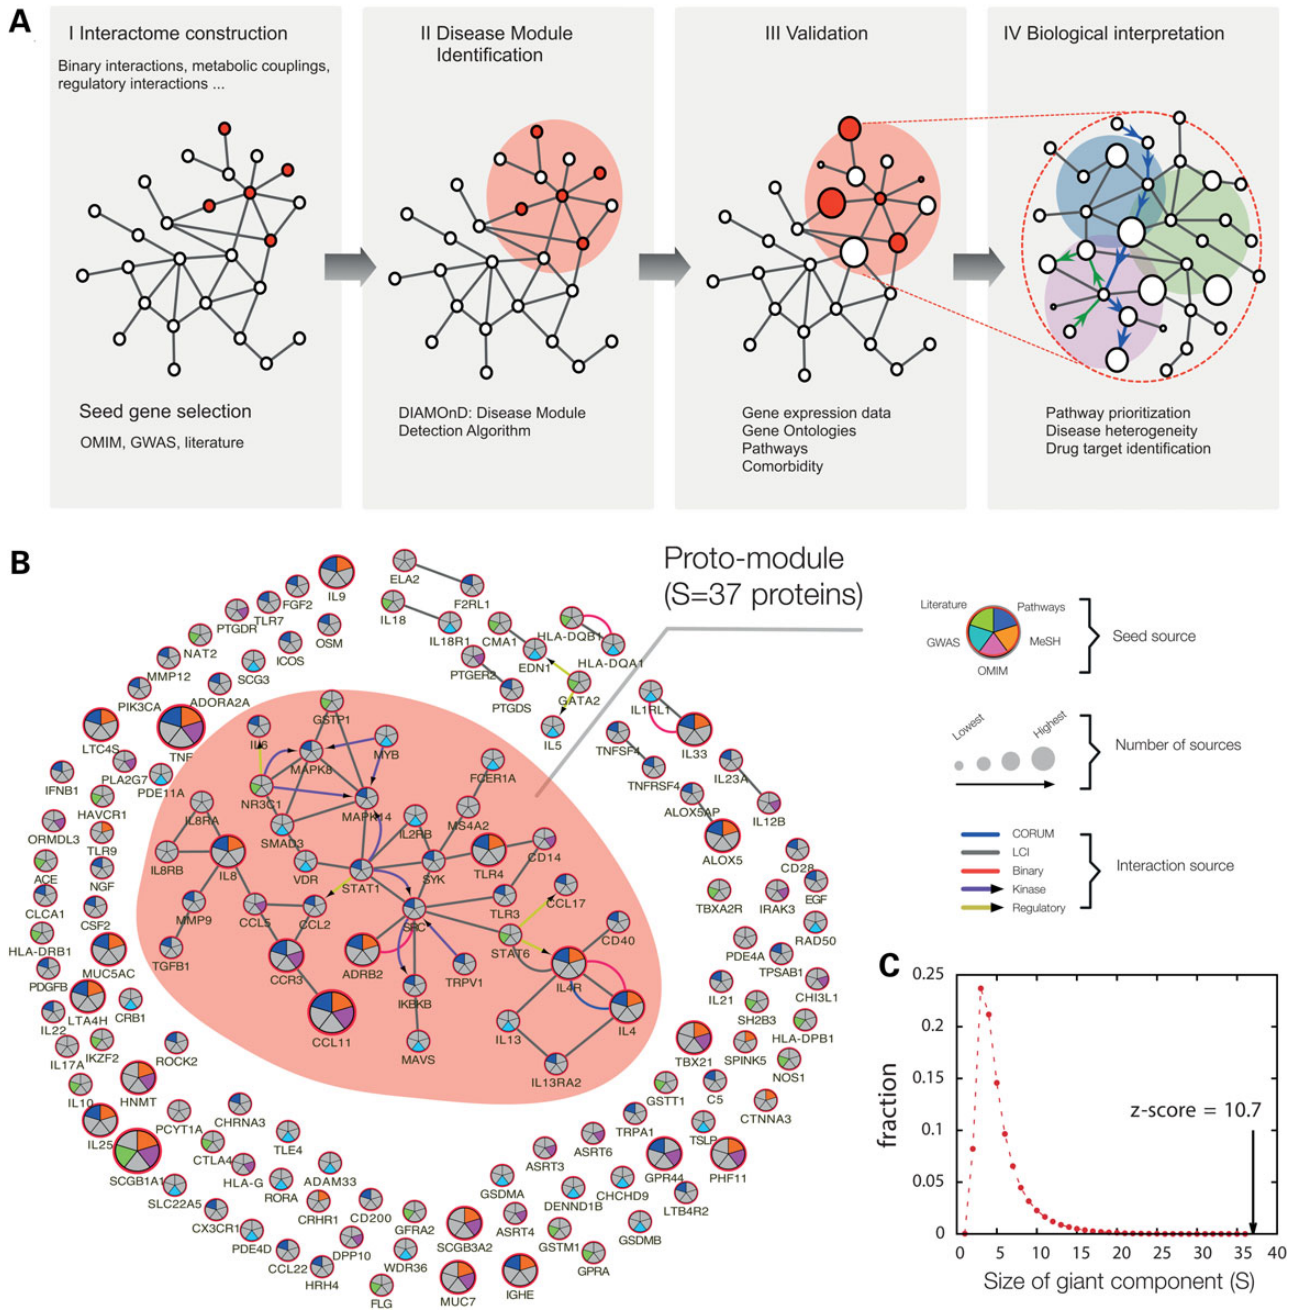 A
I Interactome construction
Binary interactions, metabolic couplings,
regulatory interactions ...
Seed gene selection
OMIM, GWAS, literature
II Disease Module
Identification
DIAMOnD: Disease Module
Detection Algorithm
III Validation
Gene expression data
Gene Ontologies
Pathways
Comorbidity
IV Biological interpretation
Pathway prioritization
Disease heterogeneity
Drug target identification
B
Proto-module
(S=37 proteins)
IL9
FGF2
TLR7
PTGDR
OSM
ICOS
NAT2
SCG3
MMP12
ADORA2A
PIK3CA
LTC4S
TNF
PLA2G7
IFNB1
PDE11A
HAVCR1
ORMDL3
TLR9
ACE
NGF
CLCA1
CSF2
HLA-DRB1
MUC5AC
PDGFB
LTA4H
CRB1
IL22
IKZF2
IL17A
ROCK2
IL10
HNMT
IL25
PCYT1A
CHRNA3
SCGB1A1
CTLA4
TLE4
HLA-G
SLC22A5
RORA
ADAM33
CX3CR1
CRHR1
CD200
PDE4D
DPP10
GFRA2
CCL22
HRH4
WDR36
FLG
SCGB3A2
MUC7
IGHE
ELA2
F2RL1
IL18
IL18R1
CMA1
HLA-DQB1
HLA-DQA1
EDN1
PTGER2
PTGDS
GATA2
IL5
IL1RL1
IL33
TNFSF4
TNFRSF4
IL23A
IL12B
ALOX5AP
ALOX5
CD28
EGF
TBXA2R
IRAK3
RAD50
PDE4A
TPSAB1
CHI3L1
IL21
SH2B3
HLA-DPB1
TBX21
SPINK5
NOS1
GSTT1
C5
CTNNA3
TRPA1
TSLP
ASRT6
ASRT3
GPR44
PHF11
GSDMA
DENND1B
CHCHD9
LTB4R2
ASRT4
GSTM1
GSDMB
GPRA
GSTP1
IL6
MYB
MAPK8
NR3C1
MAPK14
FCER1A
MS4A2
IL8RA
SMAD3
IL2RB
IL8RB
IL8
VDR
STAT1
SYK
TLR4
CD14
MMP9
CCL5
CCL2
TLR3
CCL17
SRC
TGFB1
CCR3
ADRB2
TRPV1
STAT6
CD40
IL4R
IKBKB
CCL11
MAVS
IL13
IL4
IL13RA2
Literature
Pathways
GWAS
MeSH
OMIM
Seed source
Lowest
Highest
Number of sources
CORUM
LCI
Binary
Kinase
Regulatory
Interaction source
C
0.25
0.2
0.15
0.1
0.05
0
fraction
z-score = 10.7
0 5 10 15 20 25 30 35 40
Size of giant component (S)